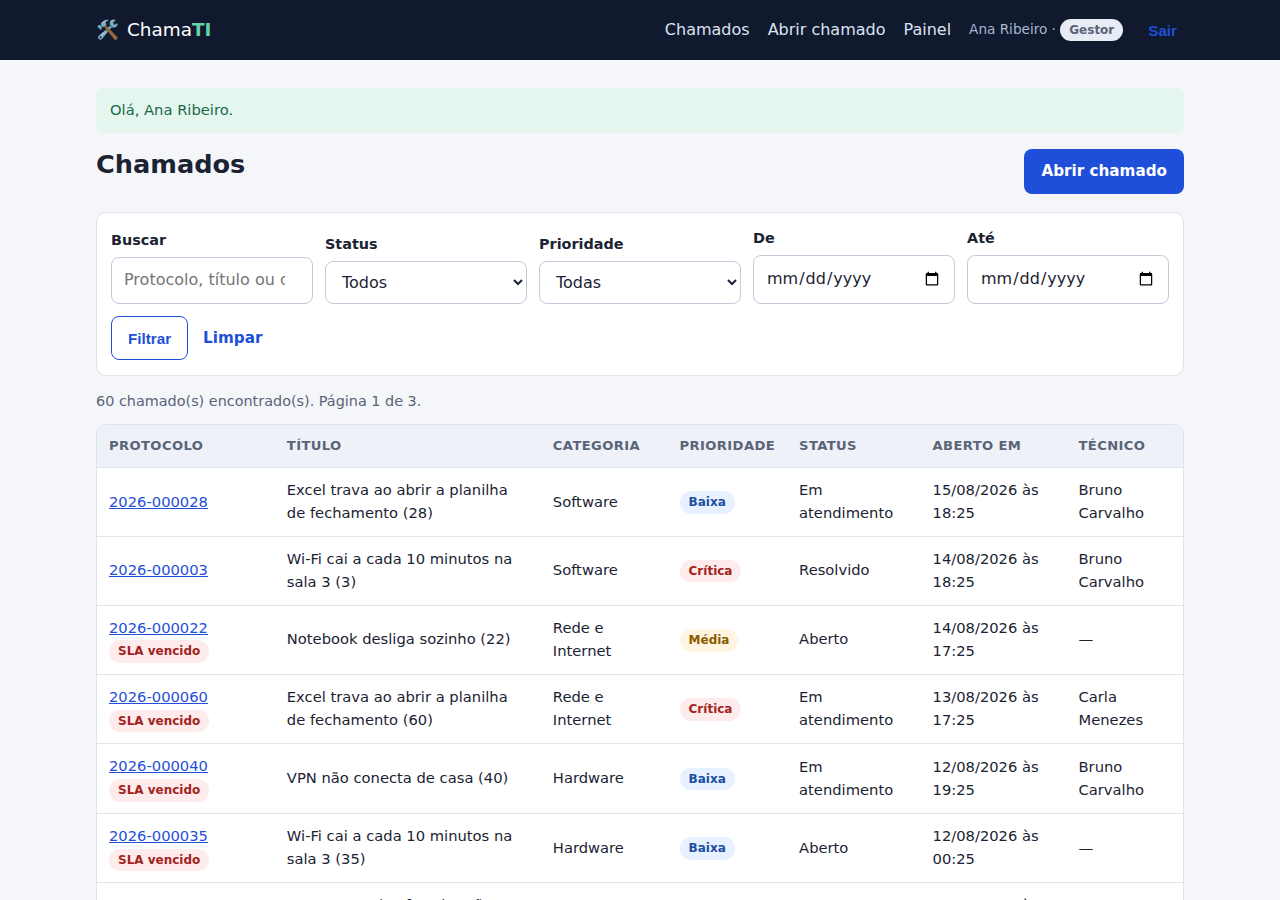 🛠️ ChamaTI
Chamados Abrir chamado Painel Ana Ribeiro · Gestor Sair
Olá, Ana Ribeiro.
Chamados
Abrir chamado
Buscar Status Prioridade De Até
Protocolo, título ou Todos Todas mm/dd/yyyy mm/dd/yyyy
Filtrar Limpar
60 chamado(s) encontrado(s). Página 1 de 3.
PROTOCOLO TÍTULO CATEGORIA PRIORIDADE STATUS ABERTO EM TÉCNICO
2026-000028 Excel trava ao abrir a planilha de fechamento (28) Software Baixa Em atendimento 15/08/2026 às 18:25 Bruno Carvalho
2026-000003 Wi-Fi cai a cada 10 minutos na sala 3 (3) Software Crítica Resolvido 14/08/2026 às 18:25 Bruno Carvalho
2026-000022 SLA vencido Notebook desliga sozinho (22) Rede e Internet Média Aberto 14/08/2026 às 17:25 —
2026-000060 SLA vencido Excel trava ao abrir a planilha de fechamento (60) Rede e Internet Crítica Em atendimento 13/08/2026 às 17:25 Carla Menezes
2026-000040 SLA vencido VPN não conecta de casa (40) Hardware Baixa Em atendimento 12/08/2026 às 19:25 Bruno Carvalho
2026-000035 SLA vencido Wi-Fi cai a cada 10 minutos na sala 3 (35) Hardware Baixa Aberto 12/08/2026 às 00:25 —